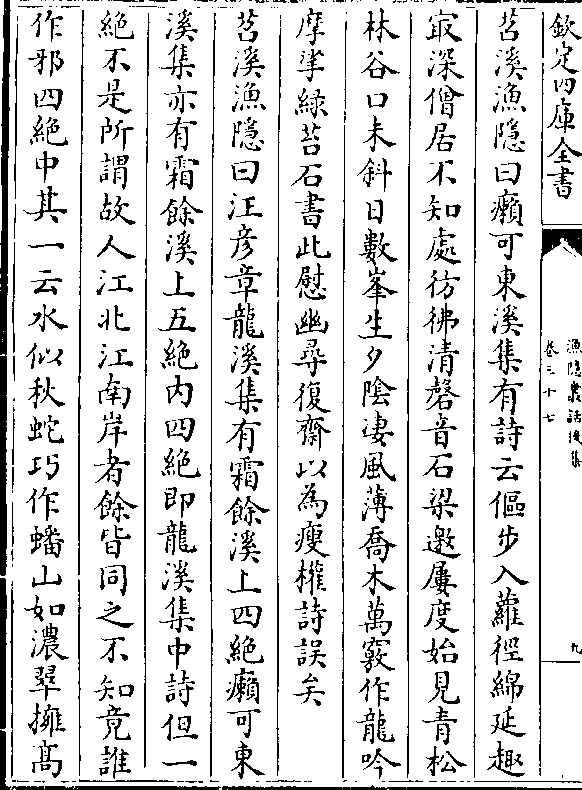 欽定四庫全書
漁隱叢話後集
卷三十七
九
苕溪漁隱曰癩可東溪集有詩云傴步入蘿徑綿延趣
㝡深僧居不知處彷彿清磬音石梁邀屢度始見青松
林谷口未斜日數峯生夕陰淒風薄喬木萬竅作龍吟
摩挲緑苔石書此慰幽尋復齋以為瘦權詩誤矣
苕溪漁隱曰江彦章龍溪集有霜餘溪上四絶癩可東
溪集亦有霜餘溪上五絶内四絶即龍溪集中詩但一
絶不是所謂故人江北江南岸者餘皆同之不知竟誰
作邪四絶中其一云水似秋蛇巧作蟠山如濃翠擁高